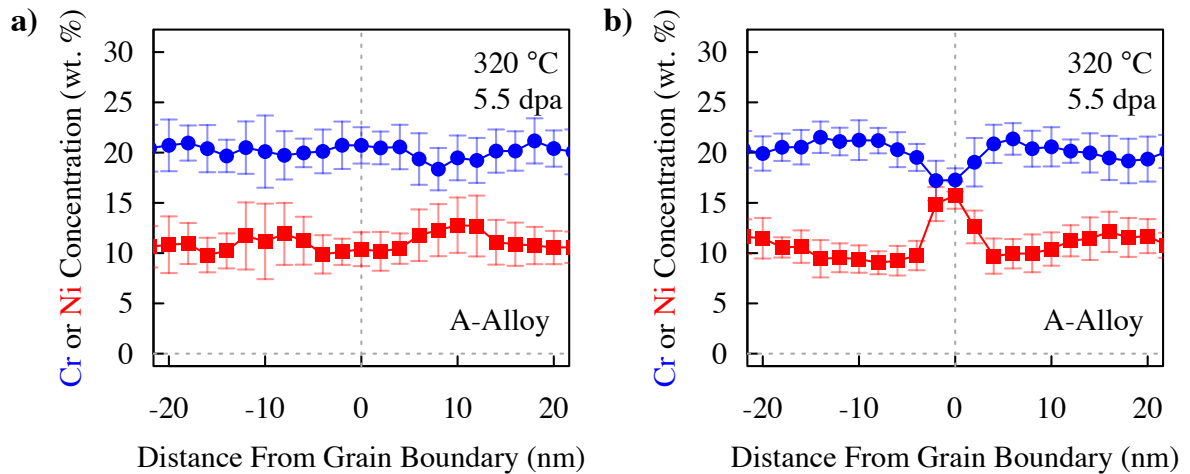 a)
Cr or Ni Concentration (wt. %)
30
25
20
15
10
5
0
320 °C
5.5 dpa
A-Alloy
-20 -10 0 10 20
Distance From Grain Boundary (nm)
b)
Cr or Ni Concentration (wt. %)
30
25
20
15
10
5
0
320 °C
5.5 dpa
A-Alloy
-20 -10 0 10 20
Distance From Grain Boundary (nm)